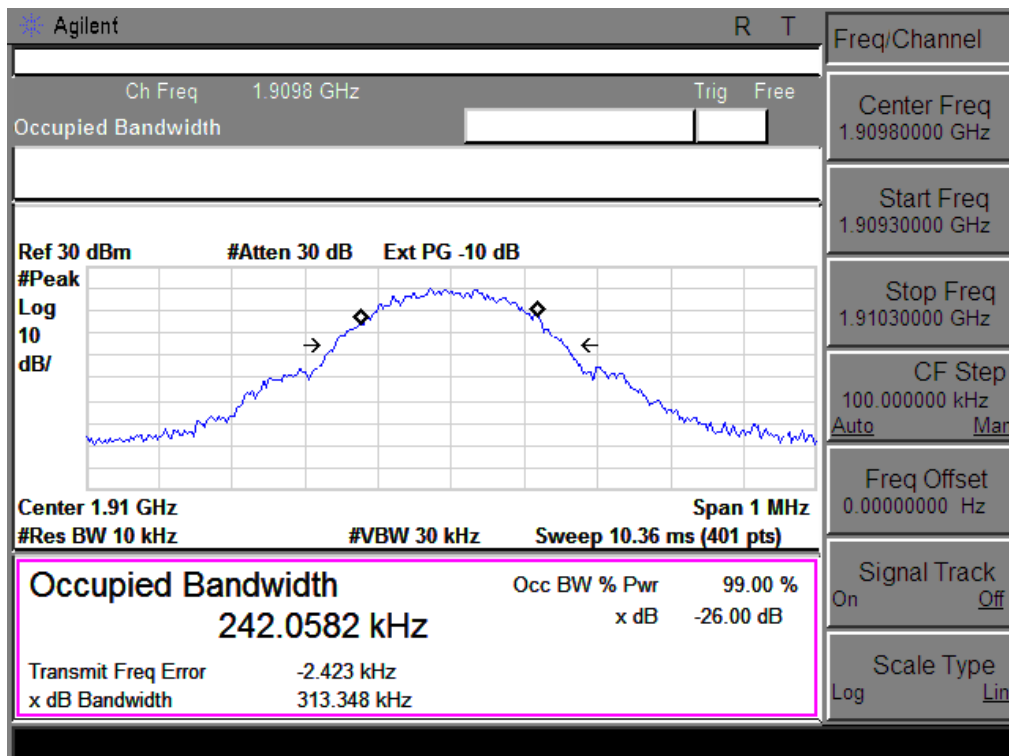 Agilent R T
Ch Freq 1.9098 GHz Trig Free
Occupied Bandwidth
Ref 30 dBm #Atten 30 dB Ext PG -10 dB
#Peak
Log
10
dB/
Center 1.91 GHz Span 1 MHz
#Res BW 10 kHz #VBW 30 kHz Sweep 10.36 ms (401 pts)
Occupied Bandwidth Occ BW % Pwr 99.00 %
242.0582 kHz x dB -26.00 dB
Transmit Freq Error -2.423 kHz
x dB Bandwidth 313.348 kHz
Freq/Channel
Center Freq
1.90980000 GHz
Start Freq
1.90930000 GHz
Stop Freq
1.91030000 GHz
CF Step
100.000000 kHz
Auto Man
Freq Offset
0.00000000 Hz
Signal Track
On Off
Scale Type
Log Lin